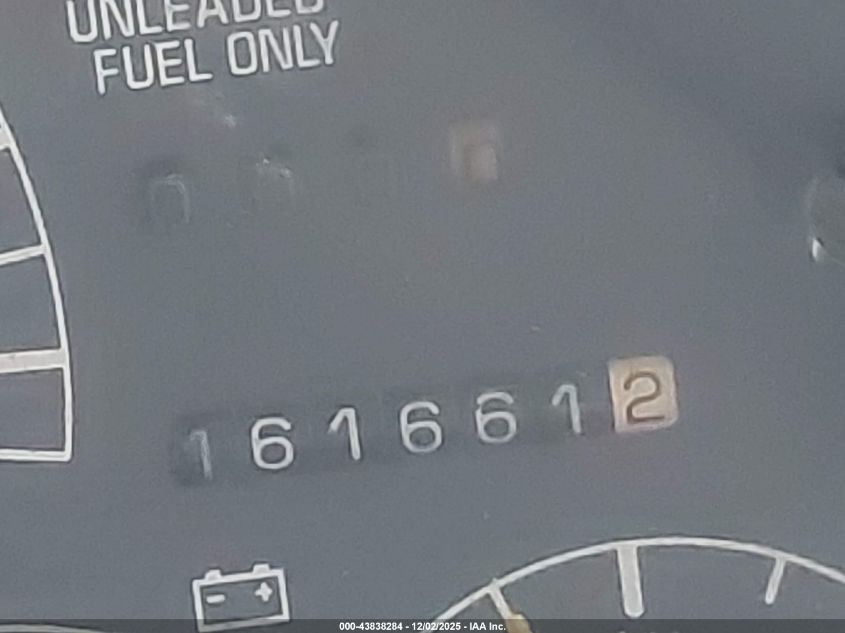 UNLEADED
FUEL ONLY
1616612
- +
000-43838284 - 12/02/2025 - IAA Inc.